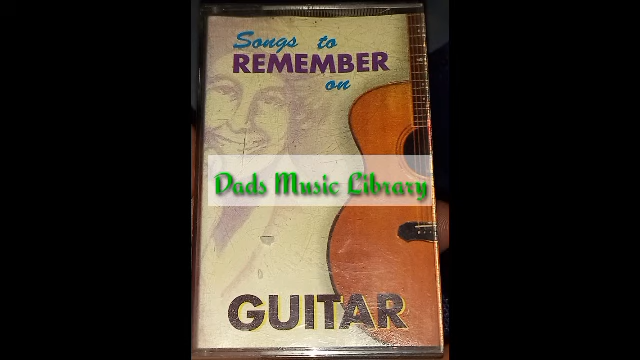 Songs to
REMEMBER
on
Dads Music Library
GUITAR